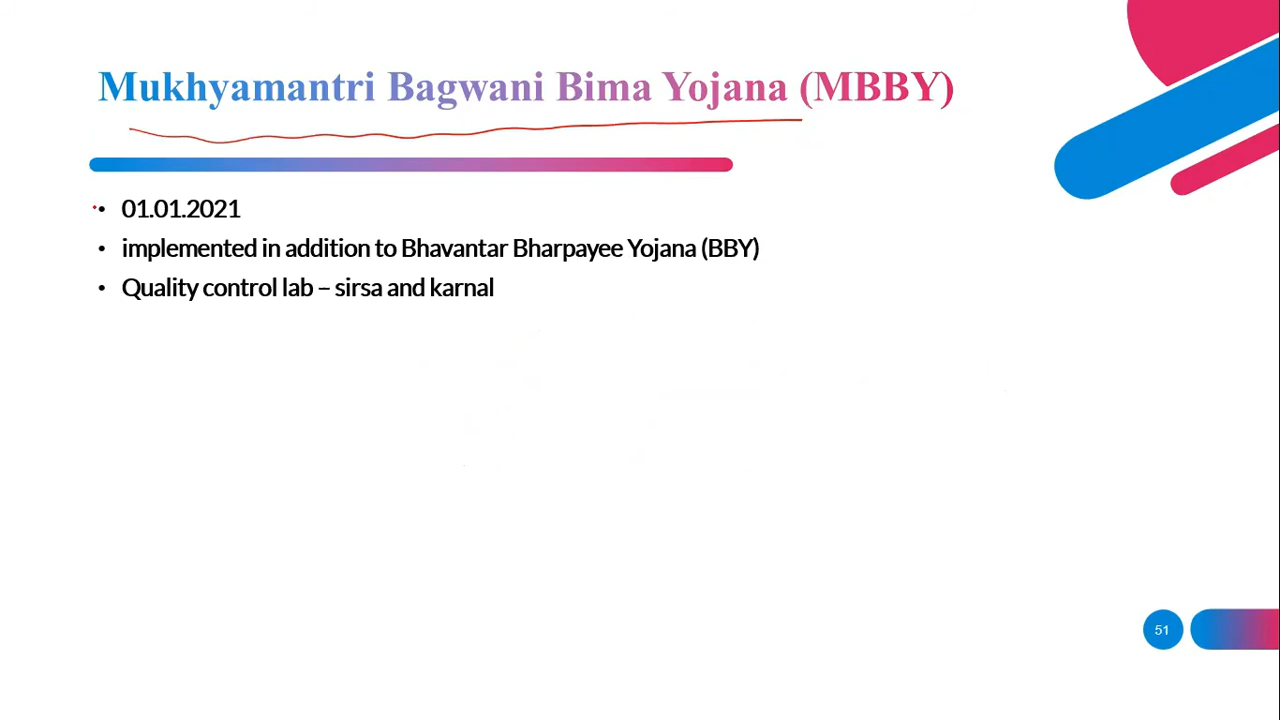 Mukhyamantri Bagwani Bima Yojana (MBBY)
• 01.01.2021
• implemented in addition to Bhavantar Bharpayee Yojana (BBY)
• Quality control lab – sirsa and karnal
51